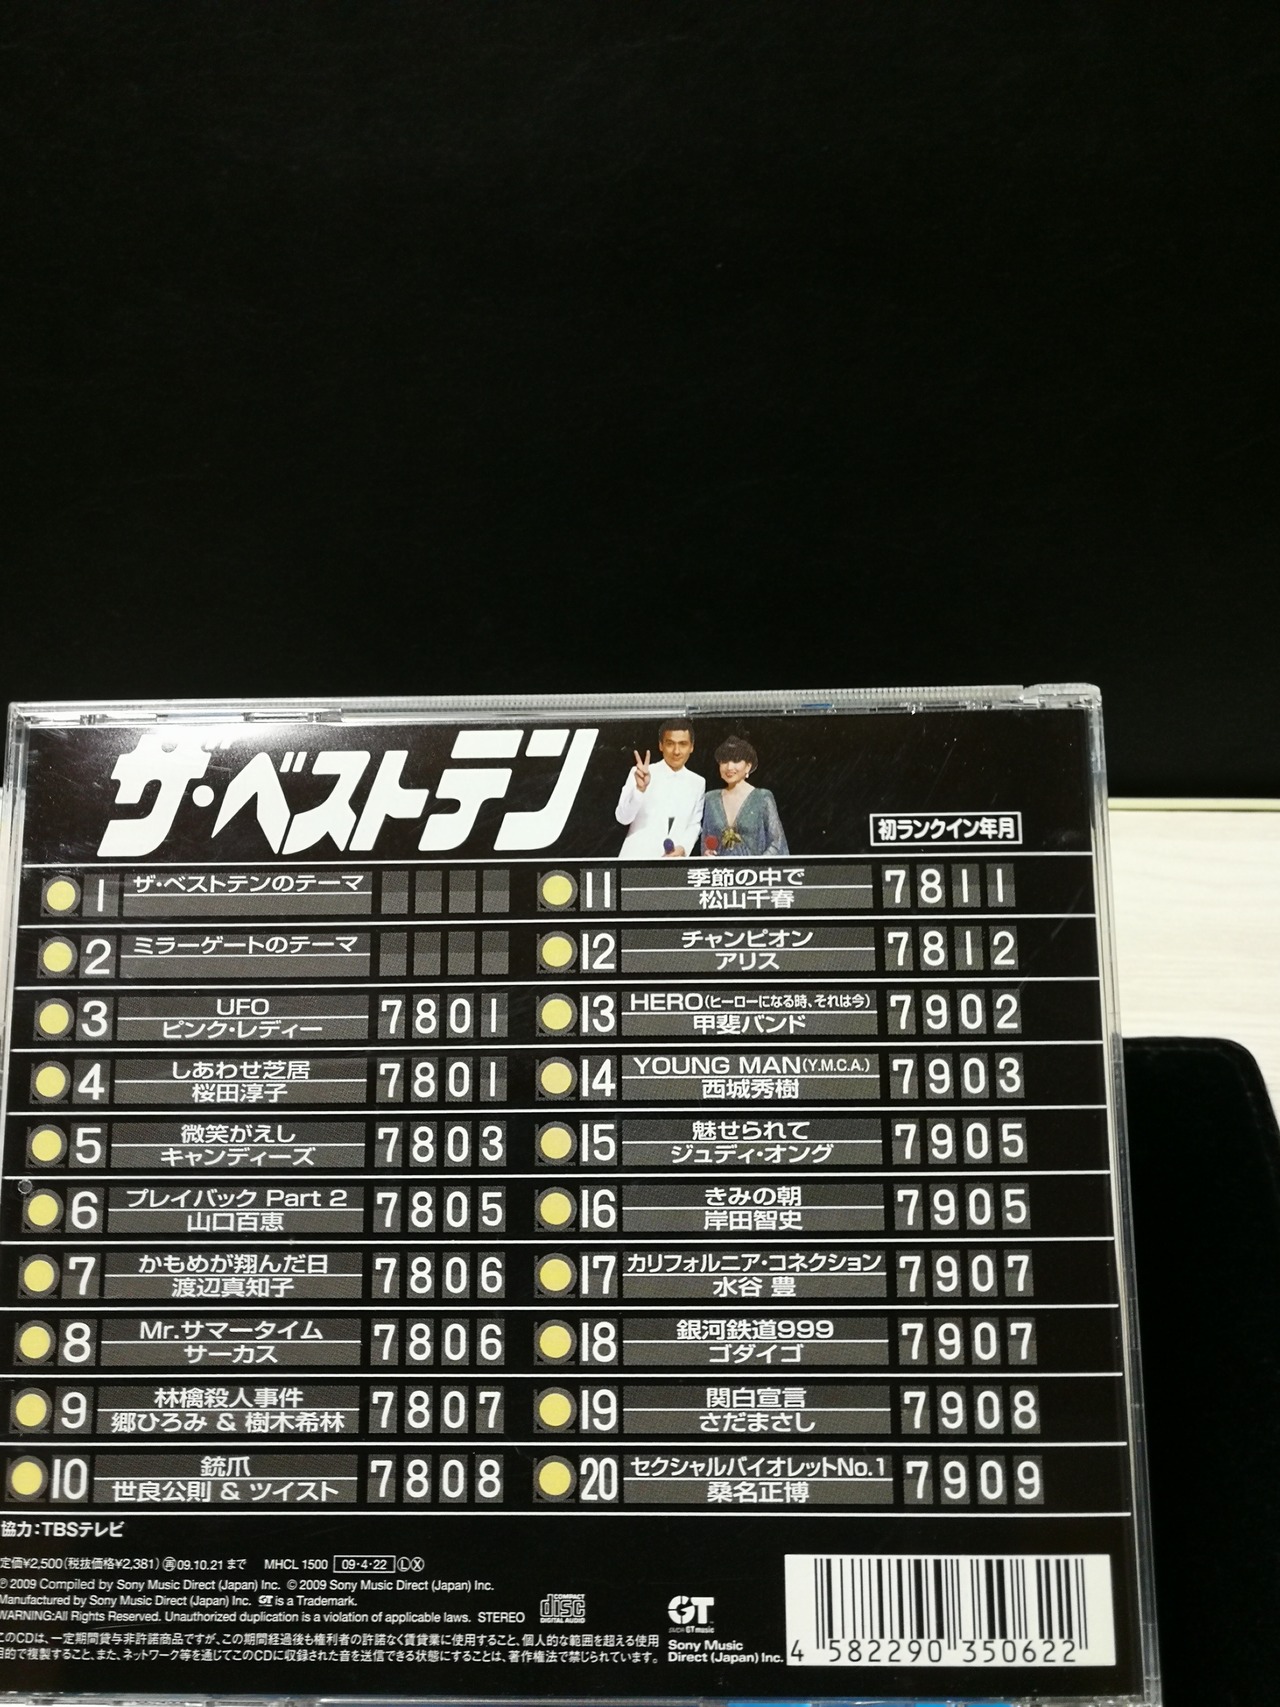 ザ・ベストテン
初ランクイン年月
1 ザ・ベストテンのテーマ
2 ミラーゲートのテーマ
3 UFO 7801
ピンク・レディー
4 しあわせ芝居 7801
桜田淳子
5 微笑がえし 7803
キャンディーズ
6 プレイバック Part 2 7805
山口百恵
7 かもめが翔んだ日 7806
渡辺真知子
8 Mr.サマータイム 7806
サーカス
9 林檎殺人事件 7807
郷ひろみ & 樹木希林
10 銃爪 7808
世良公則 & ツイスト
11 季節の中で 7811
松山千春
12 チャンピオン 7812
アリス
13 HERO(ヒーローになる時、それは今) 7902
甲斐バンド
14 YOUNG MAN(Y.M.C.A.) 7903
西城秀樹
15 魅せられて 7905
ジュディ・オング
16 きみの朝 7905
岸田智史
17 カリフォルニア・コネクション 7907
水谷 豊
18 銀河鉄道999 7907
ゴダイゴ
19 関白宣言 7908
さだまさし
20 セクシャルバイオレットNo.1 7909
桑名正博
協力:TBSテレビ
定価¥2,500(税抜価格¥2,381) 再09.10.21 まで MHCL 1500 09・4・22 Ⓛ Ⓧ
℗2009 Compiled by Sony Music Direct (Japan) Inc. ©2009 Sony Music Direct (Japan) Inc.
Manufactured by Sony Music Direct (Japan) Inc. GT is a Trademark.
WARNING:All Rights Reserved. Unauthorized duplication is a violation of applicable laws. STEREO
このCDは、一定期間貸与非許諾商品ですが、この期間経過後も権利者の許諾なく賃貸業に使用すること、個人的な範囲を超える使用
目的で複製すること、また、ネットワーク等を通じてこのCDに収録された音を送信できる状態にすることは、著作権法で禁じられています。
COMPACT
disc
DIGITAL AUDIO
GT
GT music
Sony Music
Direct (Japan) Inc.
4 582290 350622